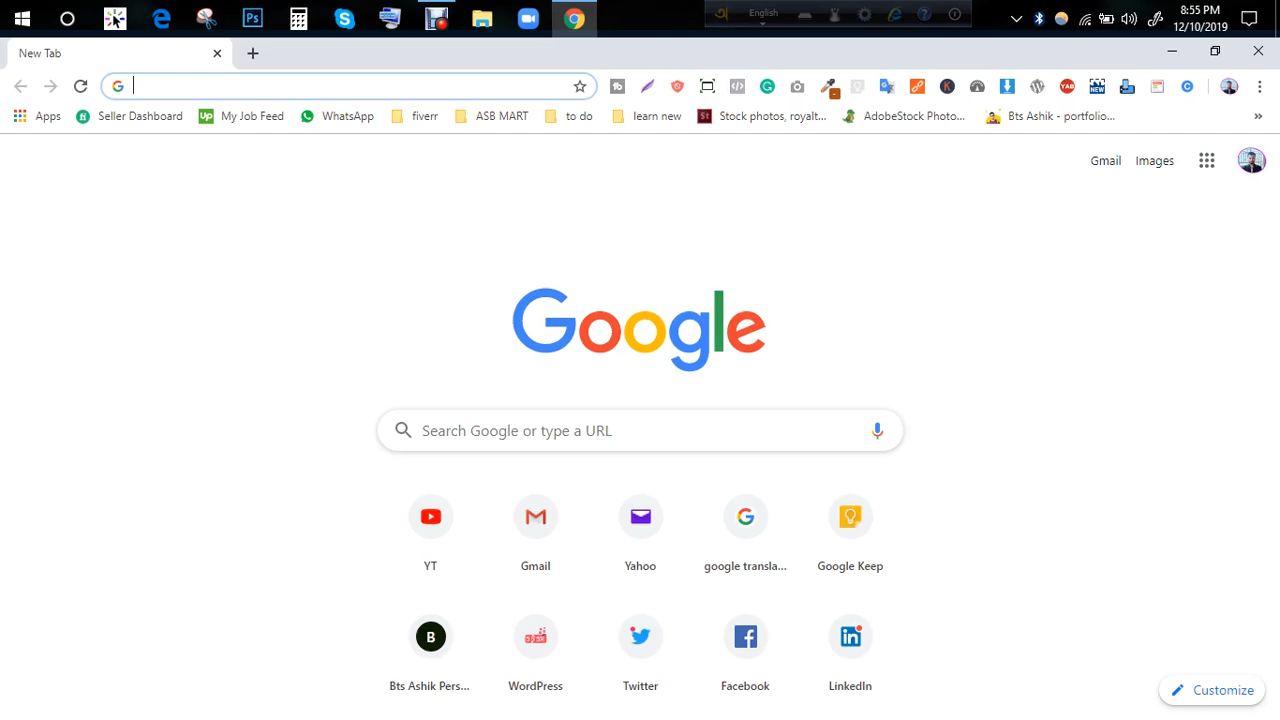 English
8:55 PM
12/10/2019
New Tab
Apps
Seller Dashboard
My Job Feed
WhatsApp
fiverr
ASB MART
to do
learn new
Stock photos, royalt...
AdobeStock Photo...
Bts Ashik - portfolio...
Gmail
Images
Google
Search Google or type a URL
YT
Gmail
Yahoo
google transla...
Google Keep
B
Bts Ashik Pers...
WordPress
Twitter
Facebook
LinkedIn
Customize